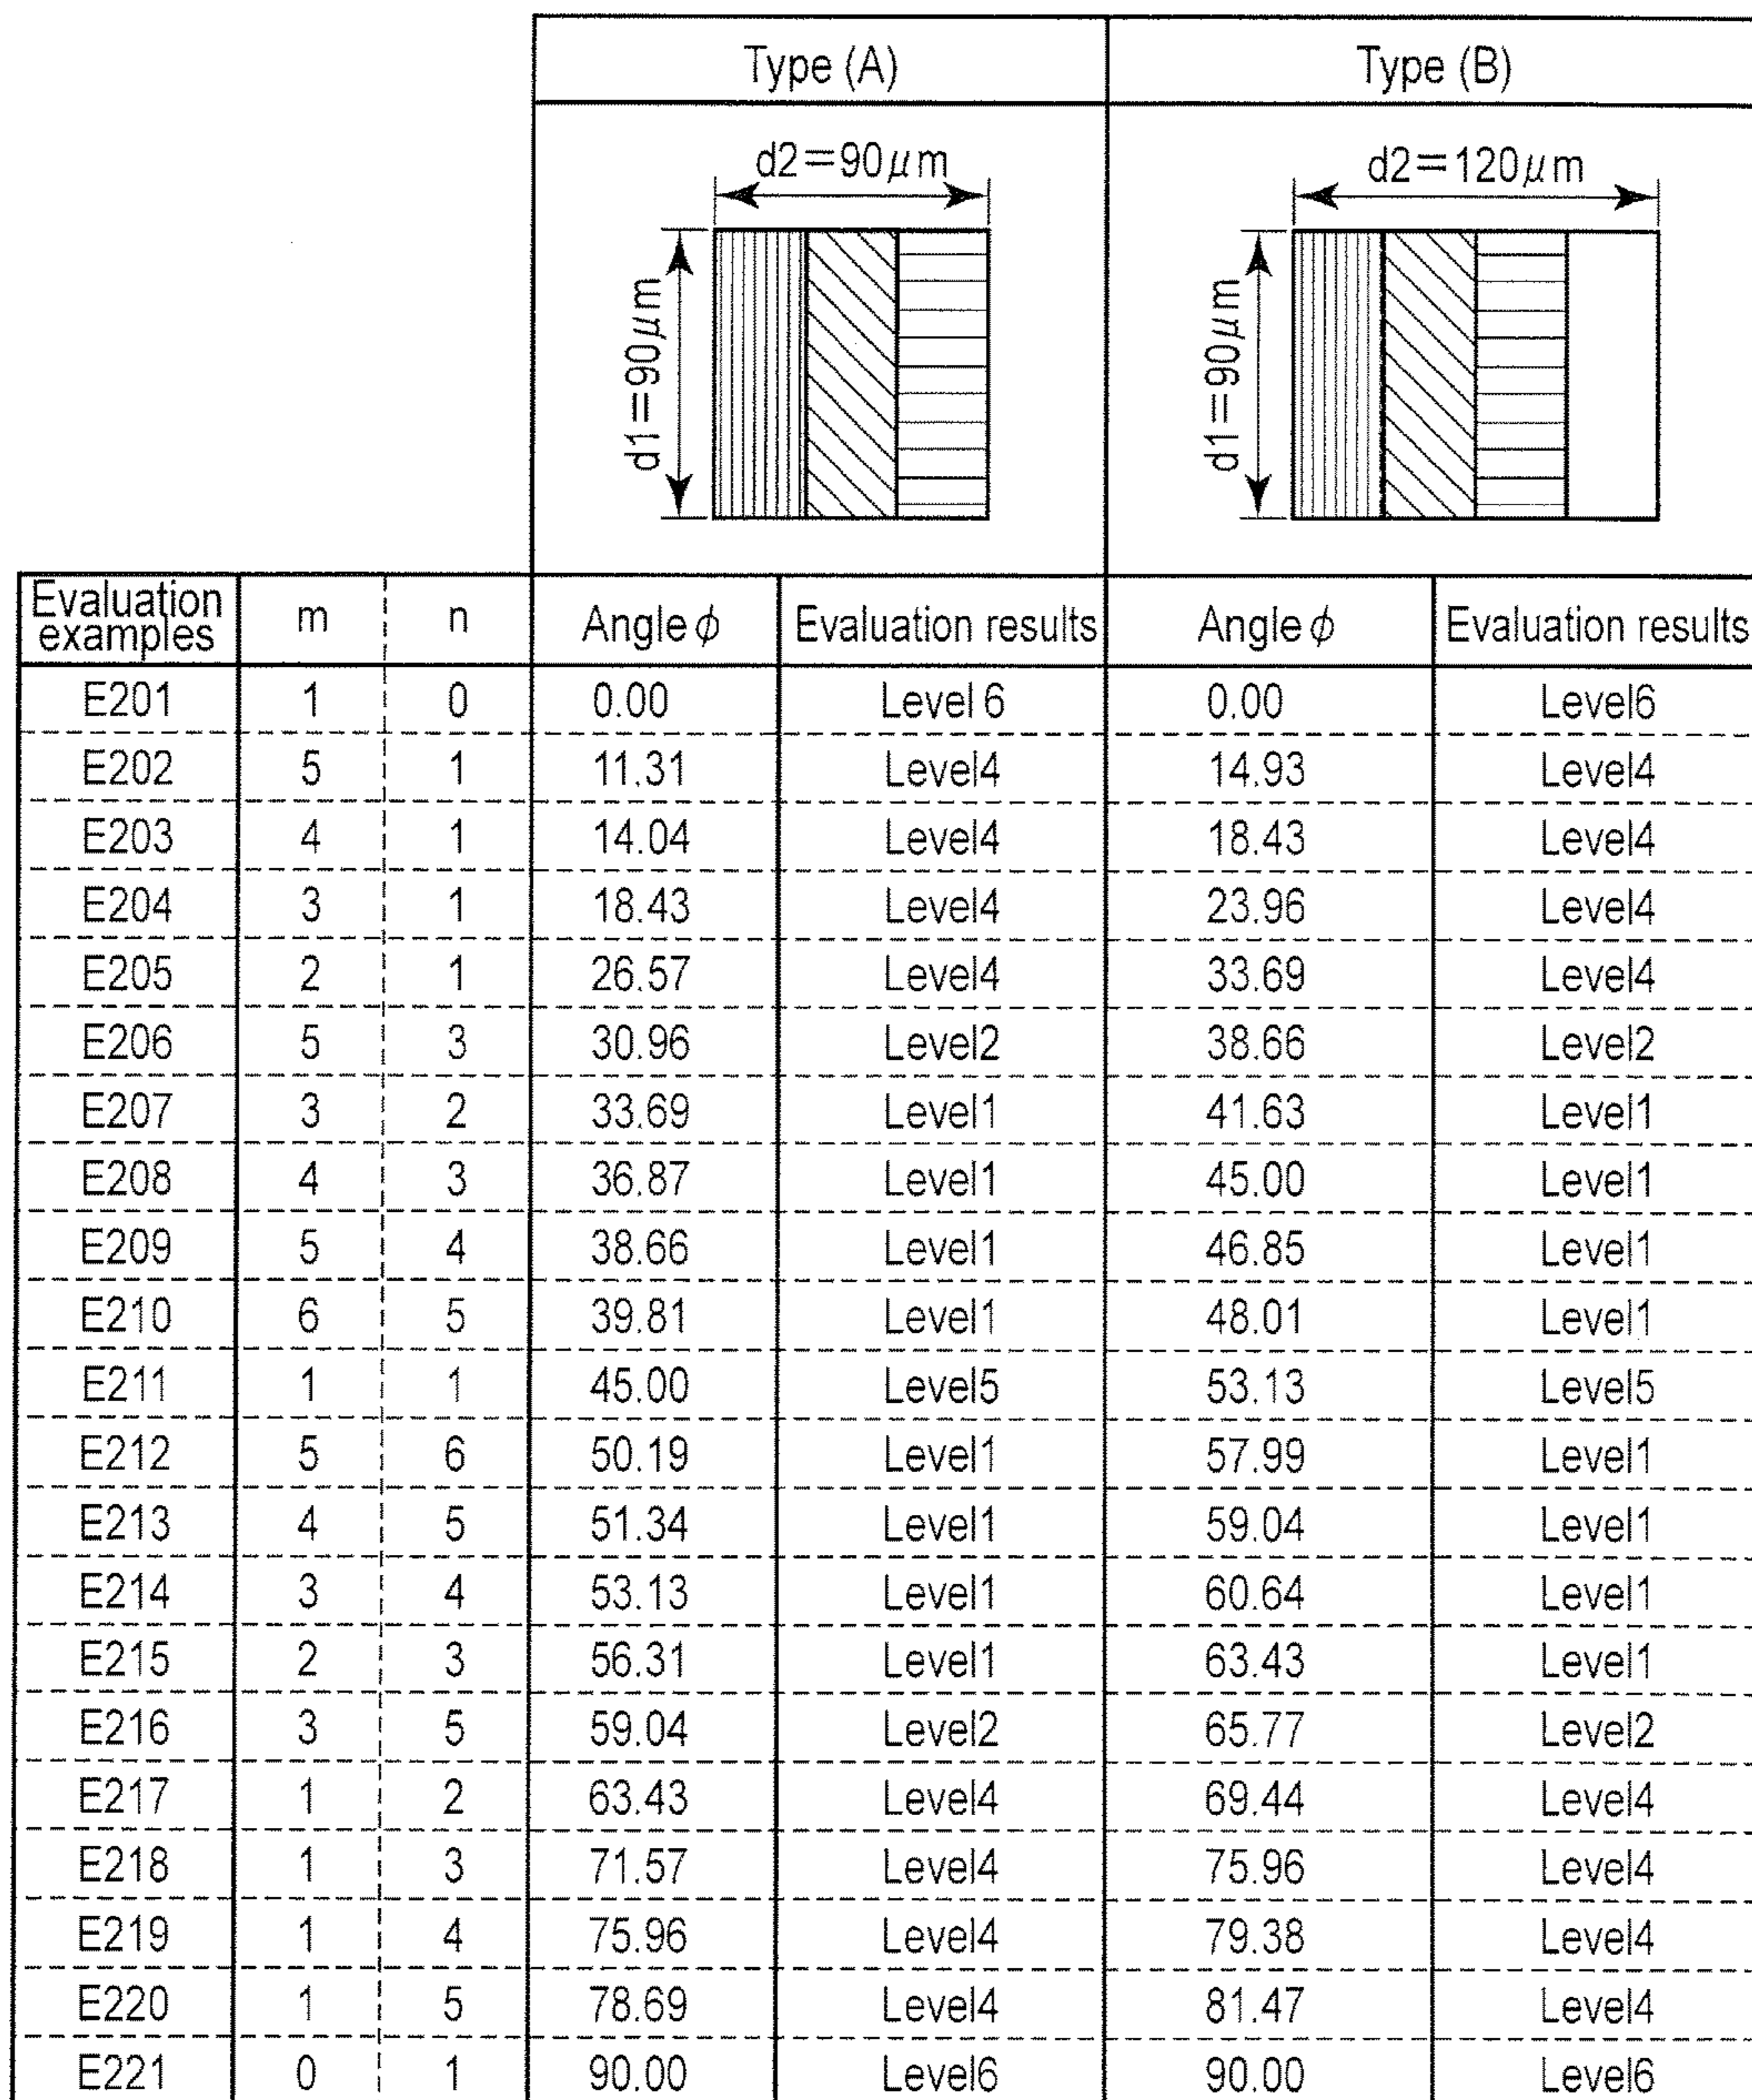 Type (A) Type (B)
d2=90μm d2=120μm
d1=90μm d1=90μm
Evaluation examples m n Angle ϕ Evaluation results Angle ϕ Evaluation results
E201 1 0 0.00 Level 6 0.00 Level6
E202 5 1 11.31 Level4 14.93 Level4
E203 4 1 14.04 Level4 18.43 Level4
E204 3 1 18.43 Level4 23.96 Level4
E205 2 1 26.57 Level4 33.69 Level4
E206 5 3 30.96 Level2 38.66 Level2
E207 3 2 33.69 Level1 41.63 Level1
E208 4 3 36.87 Level1 45.00 Level1
E209 5 4 38.66 Level1 46.85 Level1
E210 6 5 39.81 Level1 48.01 Level1
E211 1 1 45.00 Level5 53.13 Level5
E212 5 6 50.19 Level1 57.99 Level1
E213 4 5 51.34 Level1 59.04 Level1
E214 3 4 53.13 Level1 60.64 Level1
E215 2 3 56.31 Level1 63.43 Level1
E216 3 5 59.04 Level2 65.77 Level2
E217 1 2 63.43 Level4 69.44 Level4
E218 1 3 71.57 Level4 75.96 Level4
E219 1 4 75.96 Level4 79.38 Level4
E220 1 5 78.69 Level4 81.47 Level4
E221 0 1 90.00 Level6 90.00 Level6